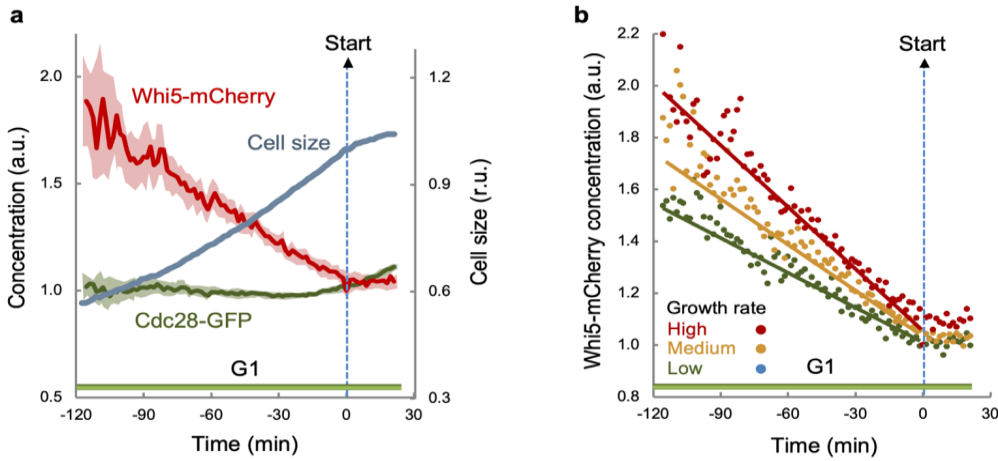 a
Start
2.0
1.5
1.0
0.5
Concentration (a.u.)
Whi5-mCherry
Cell size
Cdc28-GFP
G1
1.2
0.9
0.6
0.3
Cell size (r.u.)
-120 -90 -60 -30 0 30
Time (min)
b
Start
2.2
2.0
1.8
1.6
1.4
1.2
1.0
0.8
Whi5-mCherry concentration (a.u.)
Growth rate
High
Medium
Low
G1
-120 -90 -60 -30 0 30
Time (min)